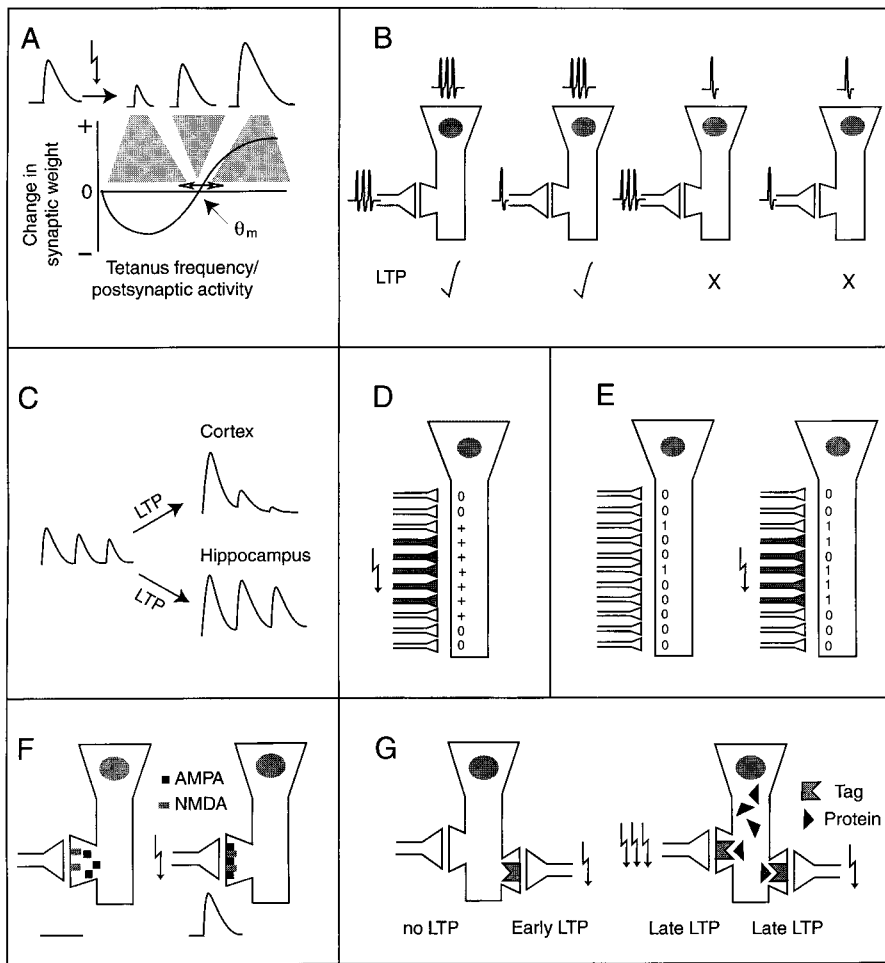 A
+
0
−
Change in
synaptic weight
θm
Tetanus frequency/
postsynaptic activity
B
LTP
X
X
C
Cortex
LTP
LTP
Hippocampus
D
0
0
+
+
+
+
+
+
+
0
0
E
0
0
1
0
0
1
0
0
0
0
0
0
0
1
1
0
1
1
1
0
0
0
F
AMPA
NMDA
G
Tag
Protein
no LTP
Early LTP
Late LTP
Late LTP